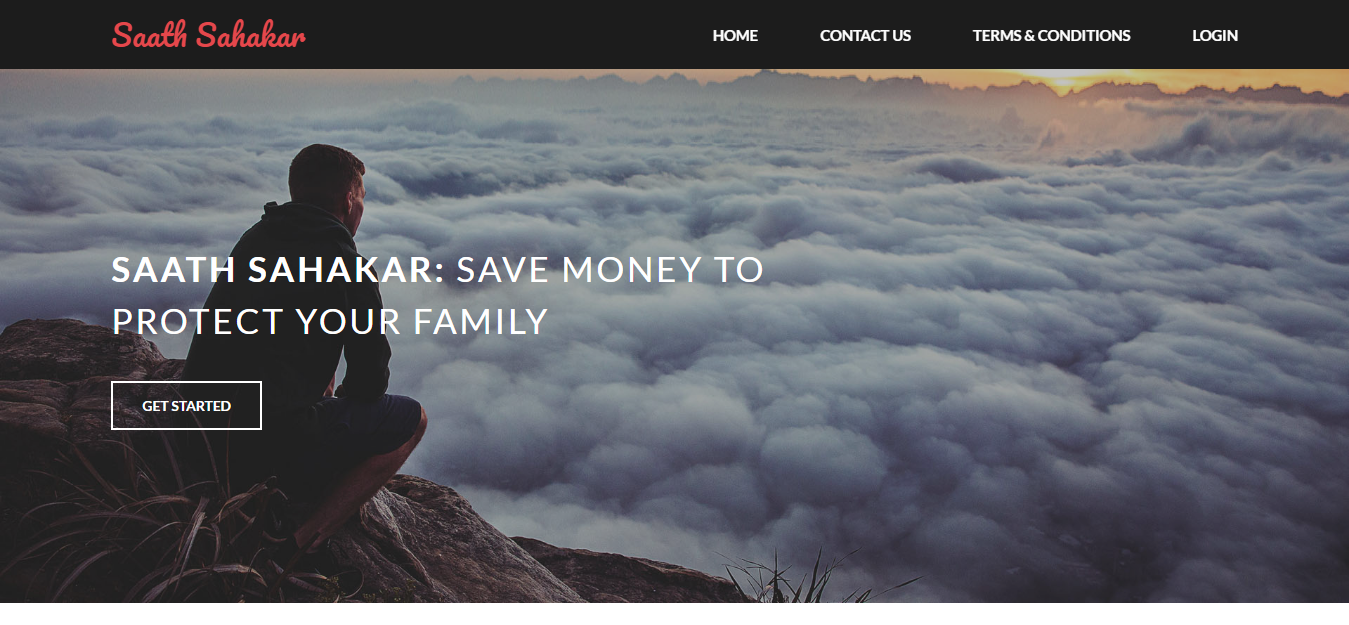 Saath Sahakar
HOME CONTACT US TERMS & CONDITIONS LOGIN
SAATH SAHAKAR: SAVE MONEY TO
PROTECT YOUR FAMILY
GET STARTED